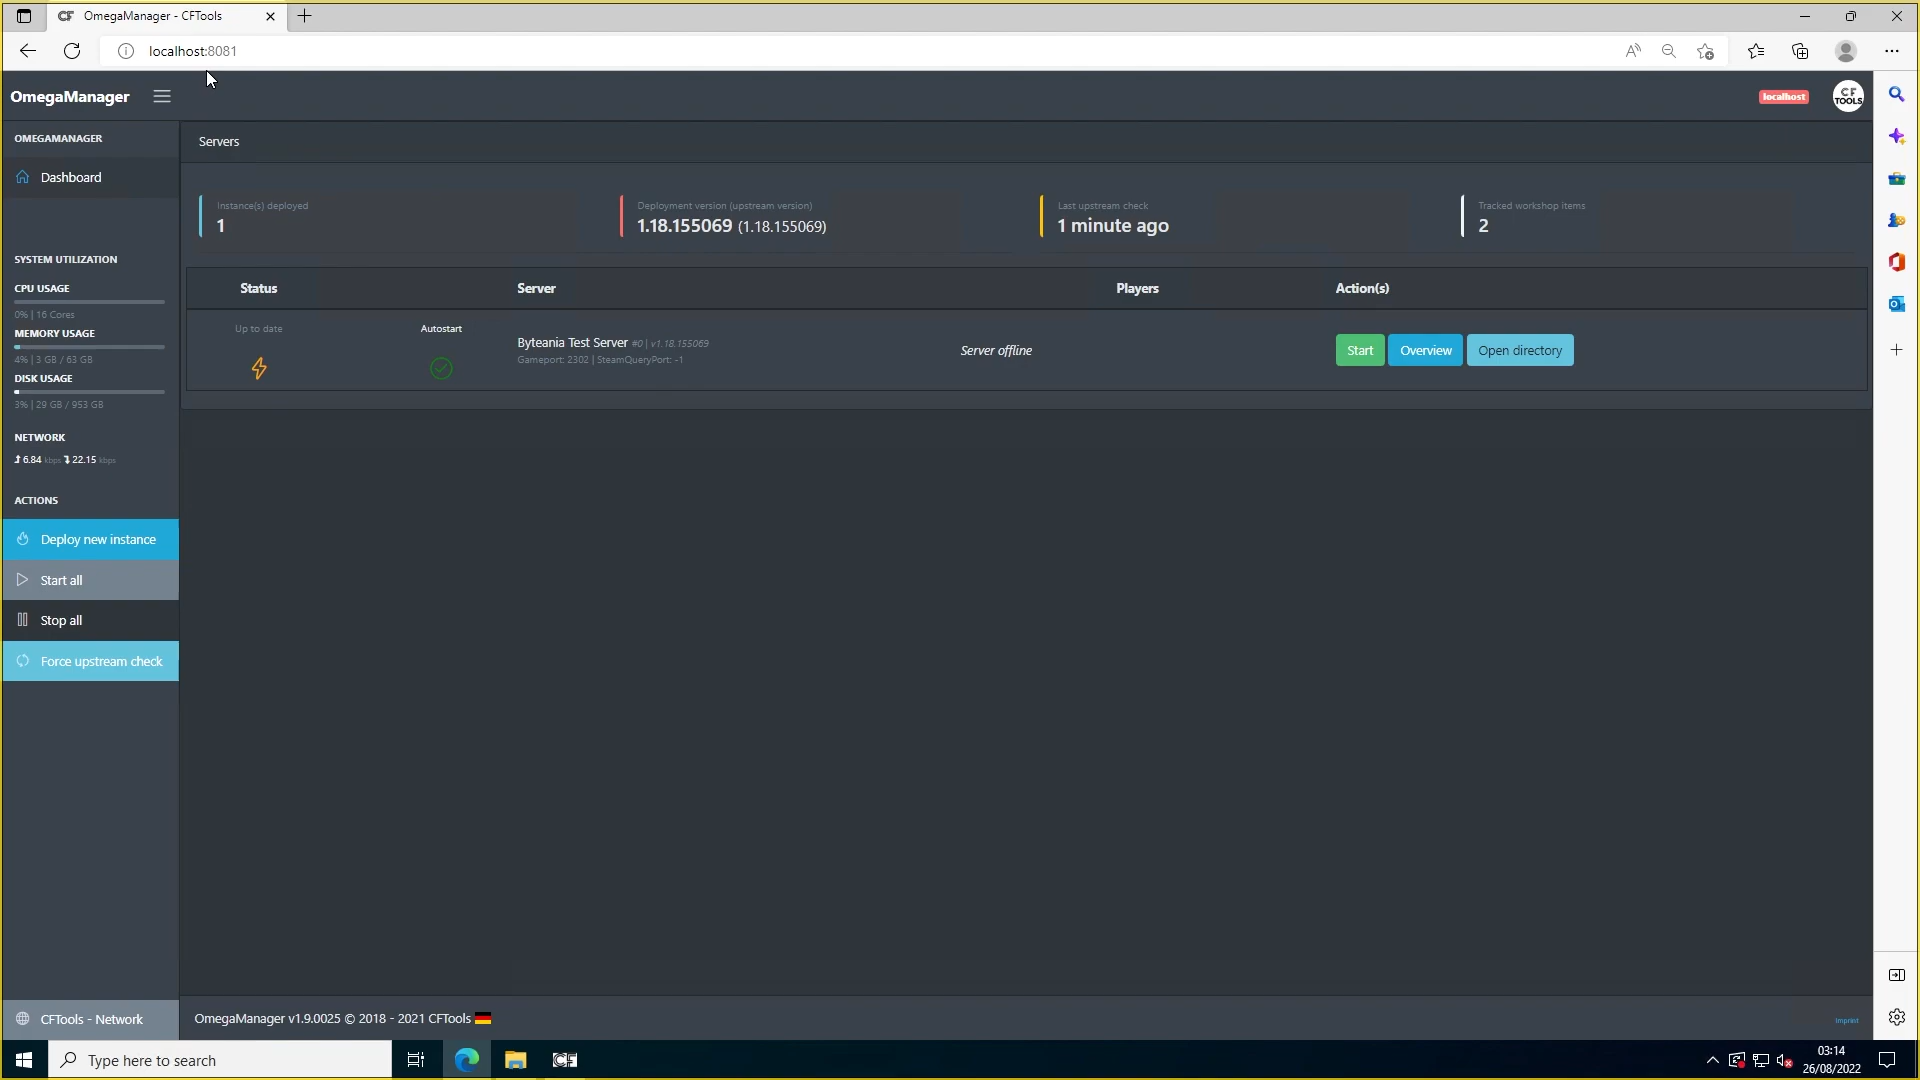 OmegaManager - CFTools
localhost:8081
OmegaManager
localhost
CF
TOOLS
OMEGAMANAGER
Servers
Dashboard
Instance(s) deployed
1
Deployment version (upstream version)
1.18.155069 (1.18.155069)
Last upstream check
1 minute ago
Tracked workshop items
2
SYSTEM UTILIZATION
CPU USAGE
0% | 16 Cores
MEMORY USAGE
4% | 3 GB / 63 GB
DISK USAGE
3% | 29 GB / 953 GB
NETWORK
6.84 kbps 22.15 kbps
Status
Server
Players
Action(s)
Up to date
Autostart
Byteania Test Server #0 | v1.18.155069
Gameport: 2302 | SteamQueryPort: -1
Server offline
Start
Overview
Open directory
ACTIONS
Deploy new instance
Start all
Stop all
Force upstream check
CFTools - Network
OmegaManager v1.9.0025 © 2018 - 2021 CFTools
Imprint
Type here to search
CF
03:14
26/08/2022